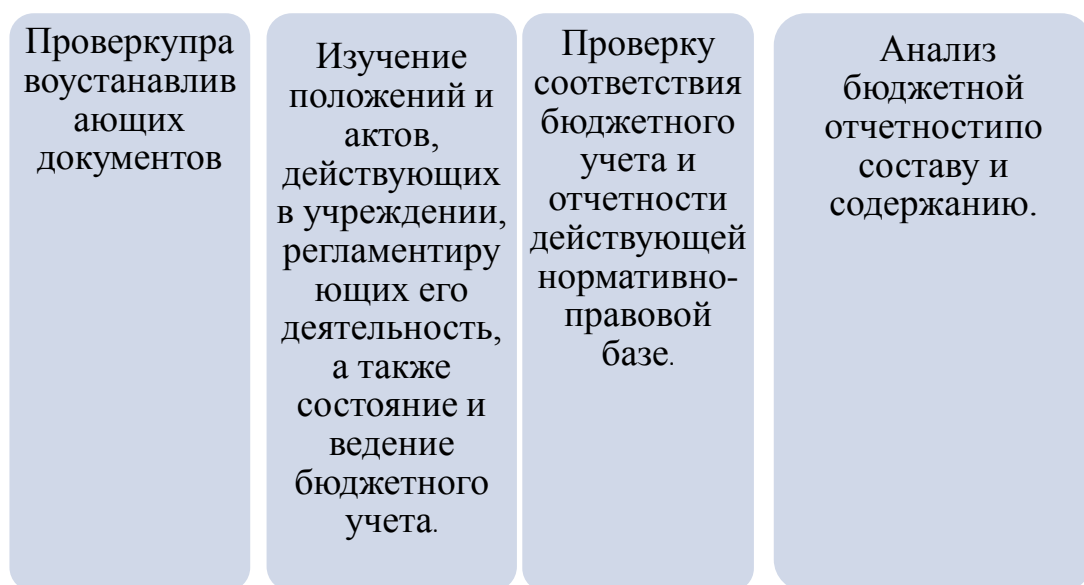 Проверкупра
воустанавлив
ающих
документов
Изучение
положений и
актов,
действующих
в учреждении,
регламентиру
ющих его
деятельность,
а также
состояние и
ведение
бюджетного
учета.
Проверку
соответствия
бюджетного
учета и
отчетности
действующей
нормативно-
правовой
базе.
Анализ
бюджетной
отчетностипо
составу и
содержанию.